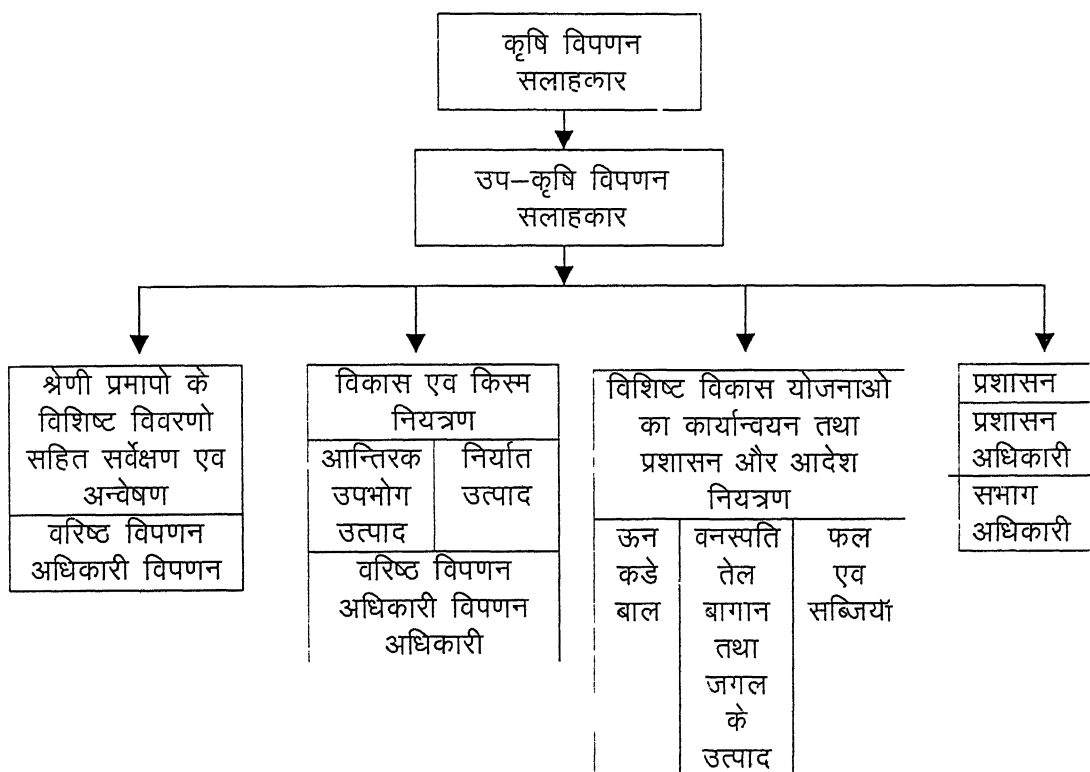 कृषि विपणन
सलाहकार
उप–कृषि विपणन
सलाहकार
श्रेणी प्रमापो के
विशिष्ट विवरणो
सहित सर्वेक्षण एव
अन्वेषण
वरिष्ठ विपणन
अधिकारी विपणन
विकास एव किस्म
नियत्रण
आन्तिरक
उपभोग
उत्पाद
निर्यात
उत्पाद
वरिष्ठ विपणन
अधिकारी विपणन
अधिकारी
विशिष्ट विकास योजनाओ
का कार्यान्वयन तथा
प्रशासन और आदेश
नियत्रण
ऊन
कडे
बाल
वनस्पति
तेल
बागान
तथा
जगल
के
उत्पाद
फल
एव
सब्जियॉ
प्रशासन
प्रशासन
अधिकारी
सभाग
अधिकारी